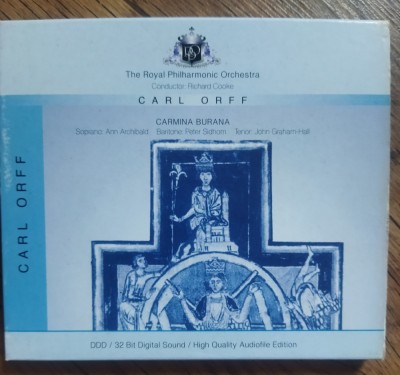 RPO
The Royal Philharmonic Orchestra
Conductor: Richard Cooke
CARL ORFF
CARMINA BURANA
Soprano: Ann Archibald Baritone: Peter Sidhom Tenor: John Graham-Hall
CARL ORFF
DDD / 32 Bit Digital Sound / High Quality Audiofile Edition